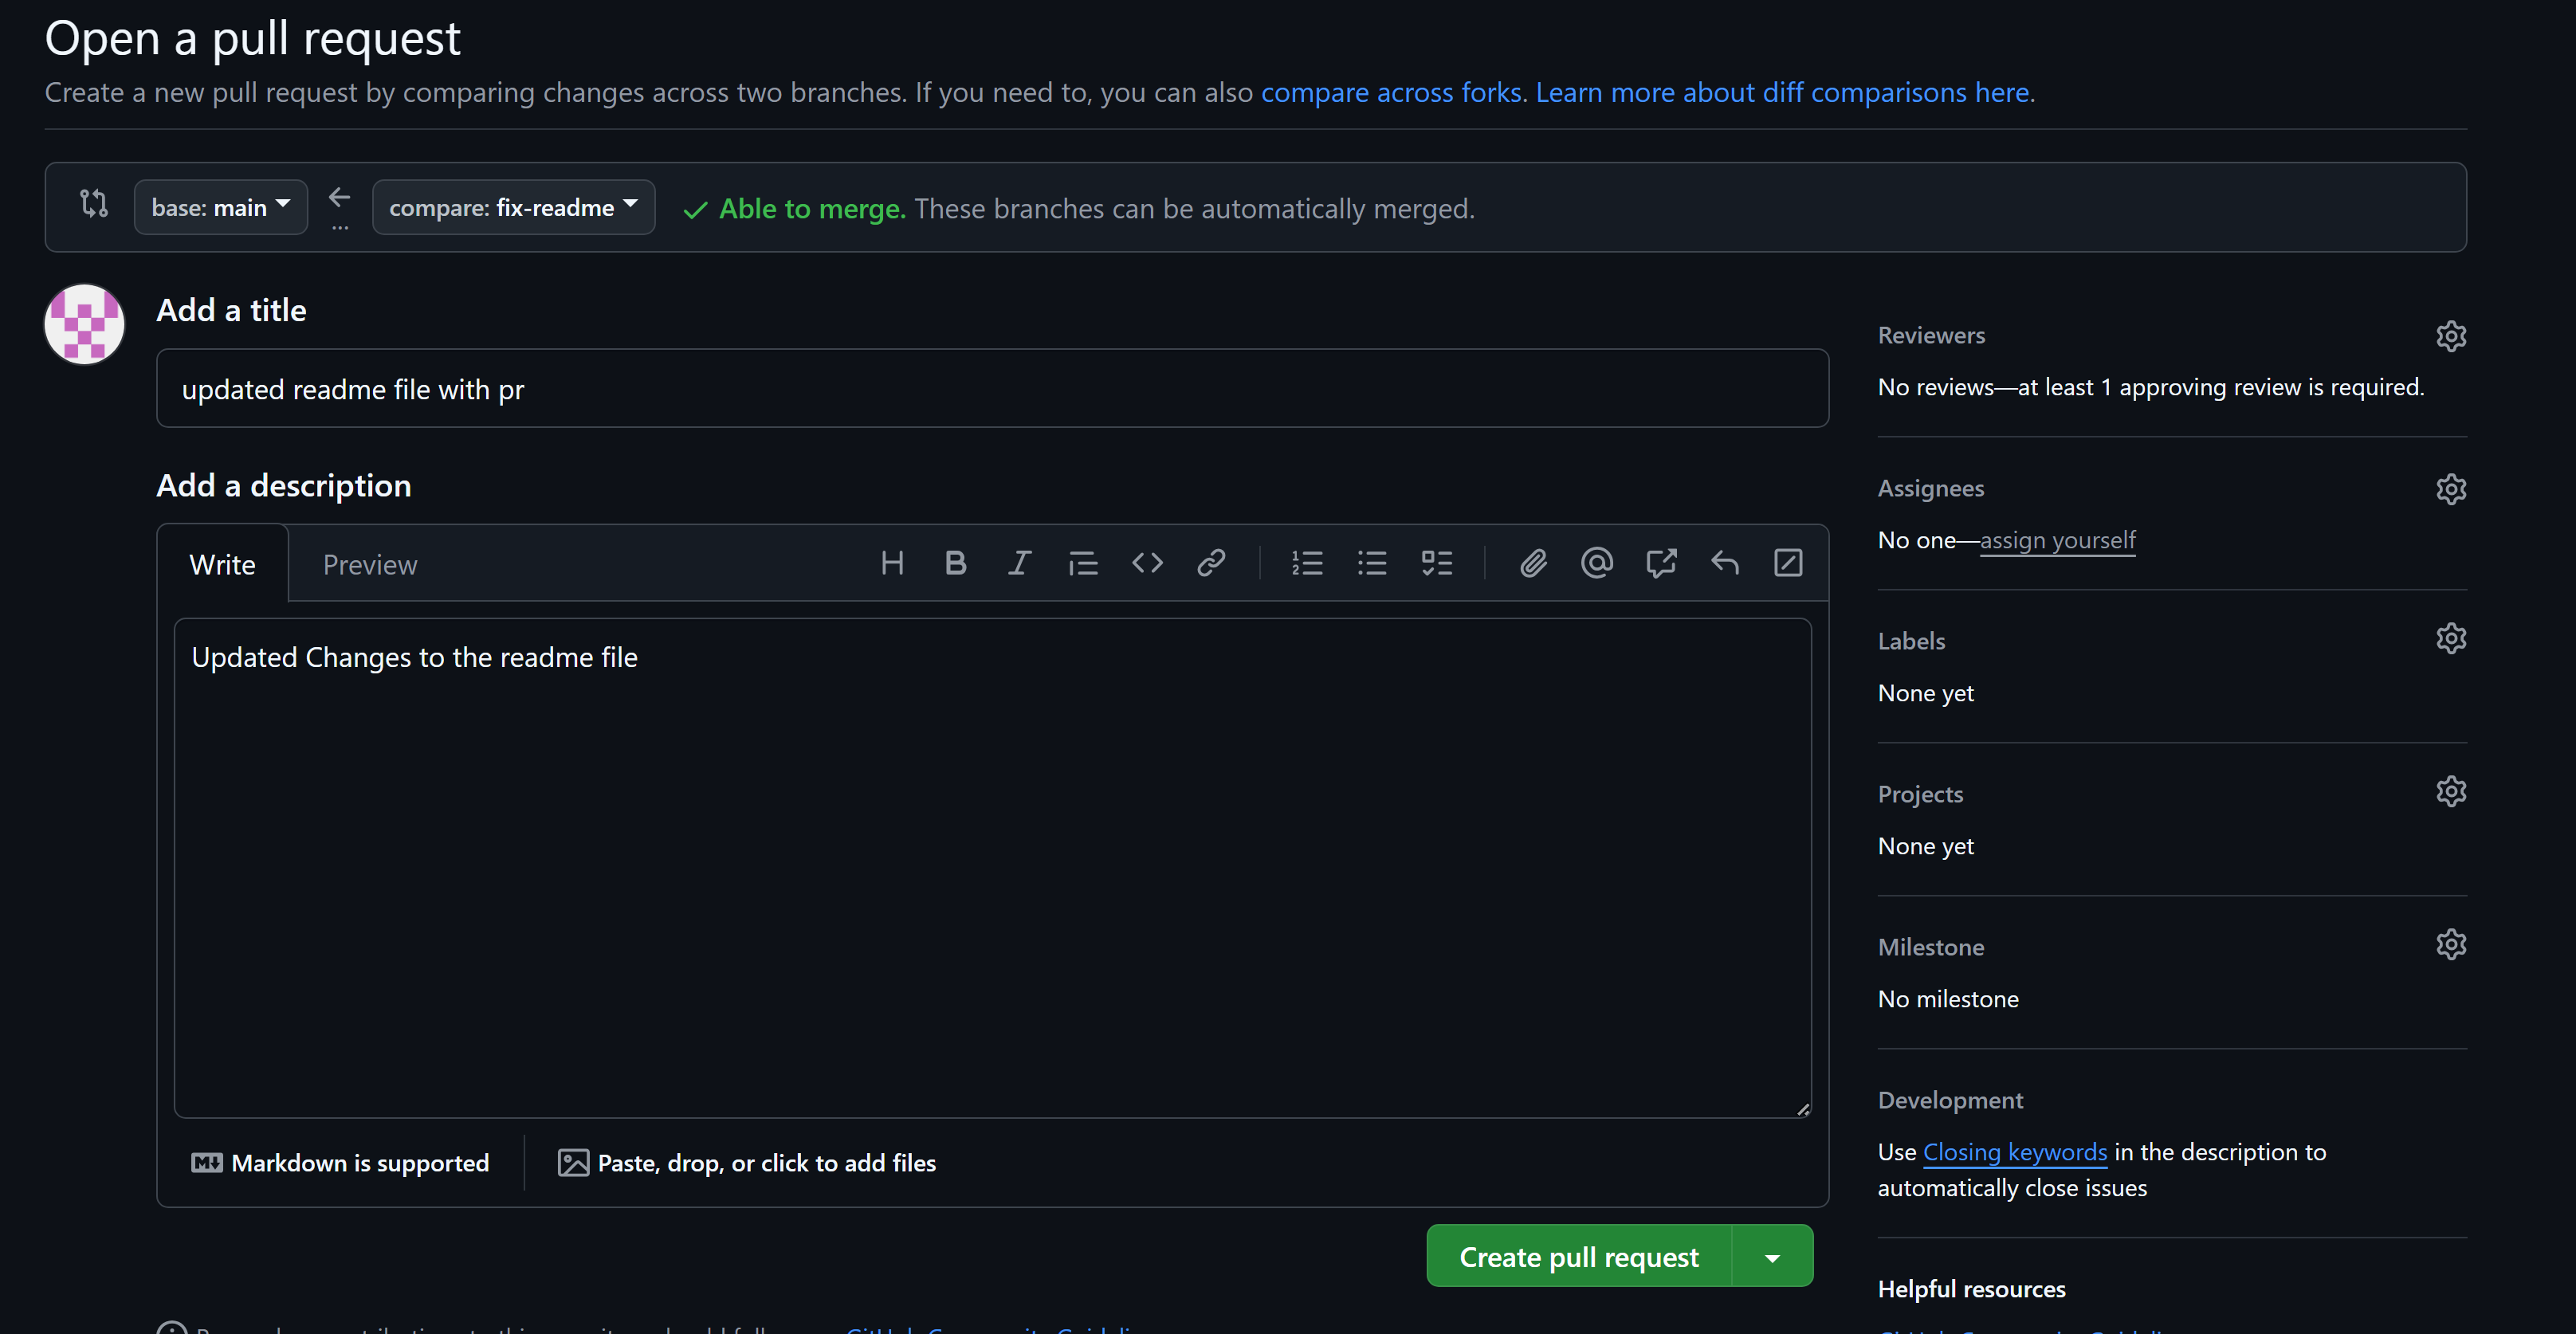 Open a pull request
Create a new pull request by comparing changes across two branches. If you need to, you can also compare across forks. Learn more about diff comparisons here.
base: main
...
compare: fix-readme
Able to merge. These branches can be automatically merged.
Add a title
updated readme file with pr
Add a description
Write
Preview
Updated Changes to the readme file
Markdown is supported
Paste, drop, or click to add files
Create pull request
Reviewers
No reviews—at least 1 approving review is required.
Assignees
No one—assign yourself
Labels
None yet
Projects
None yet
Milestone
No milestone
Development
Use Closing keywords in the description to
automatically close issues
Helpful resources